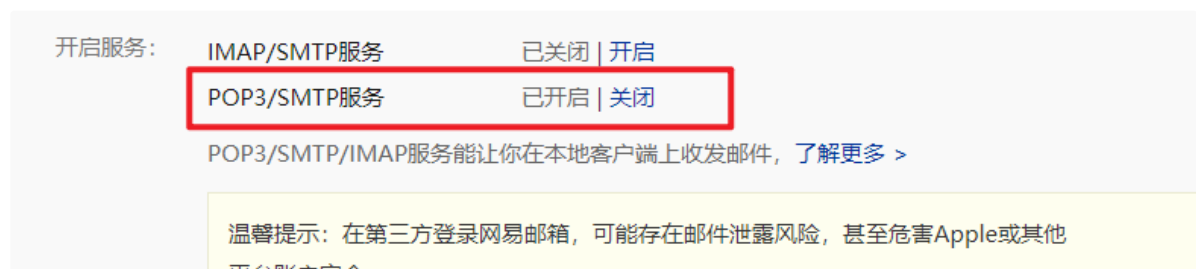 开启服务： IMAP/SMTP服务 已关闭 | 开启
POP3/SMTP服务 已开启 | 关闭
POP3/SMTP/IMAP服务能让你在本地客户端上收发邮件，了解更多 >
温馨提示：在第三方登录网易邮箱，可能存在邮件泄露风险，甚至危害Apple或其他